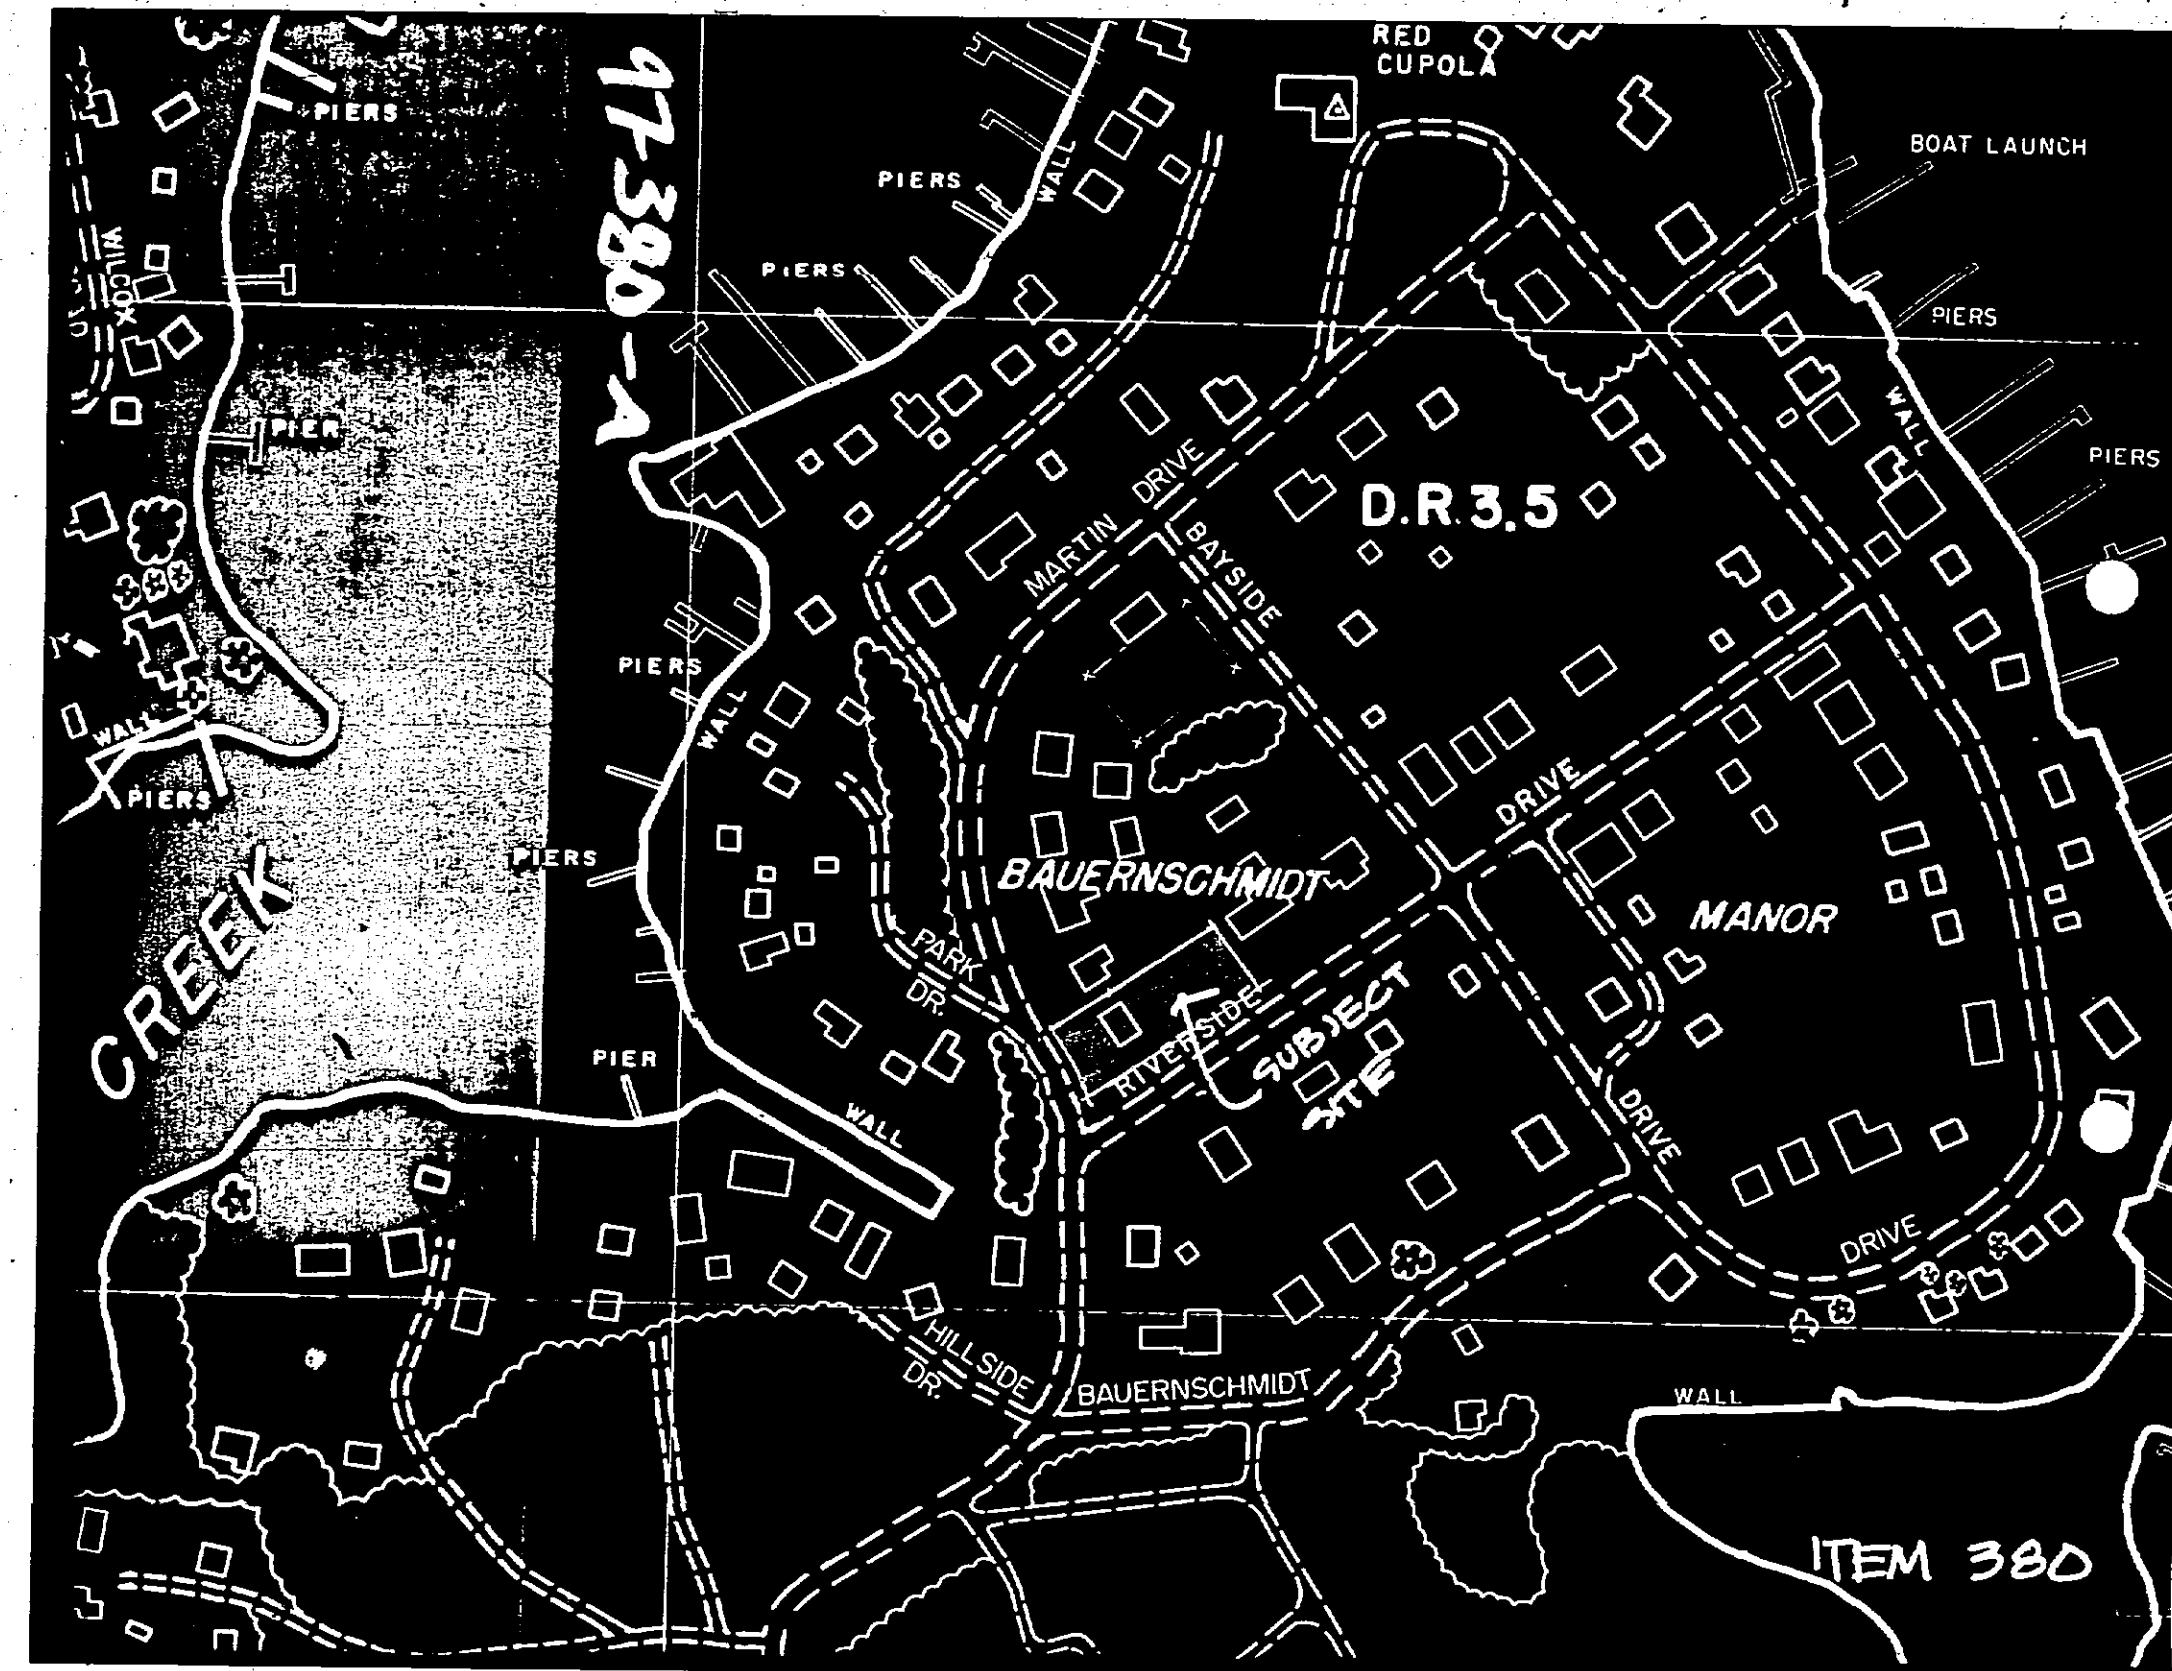 RED
CUPOLA
97-380-A
PIERS
BOAT LAUNCH
WALL
PIERS
PIERS
WILCOX
PIERS
WALL
PIER
PIERS
DRIVE
D.R.3.5
MARTIN
BAYSIDE
PIERS
WALL
WALL
PIERS
DRIVE
PIERS
BAUERNSCHMIDT
MANOR
CREEK
PARK
DR.
RIVERSIDE
SUBJECT
SITE
PIER
WALL
DRIVE
DRIVE
HILLSIDE
DR.
BAUERNSCHMIDT
WALL
ITEM 380